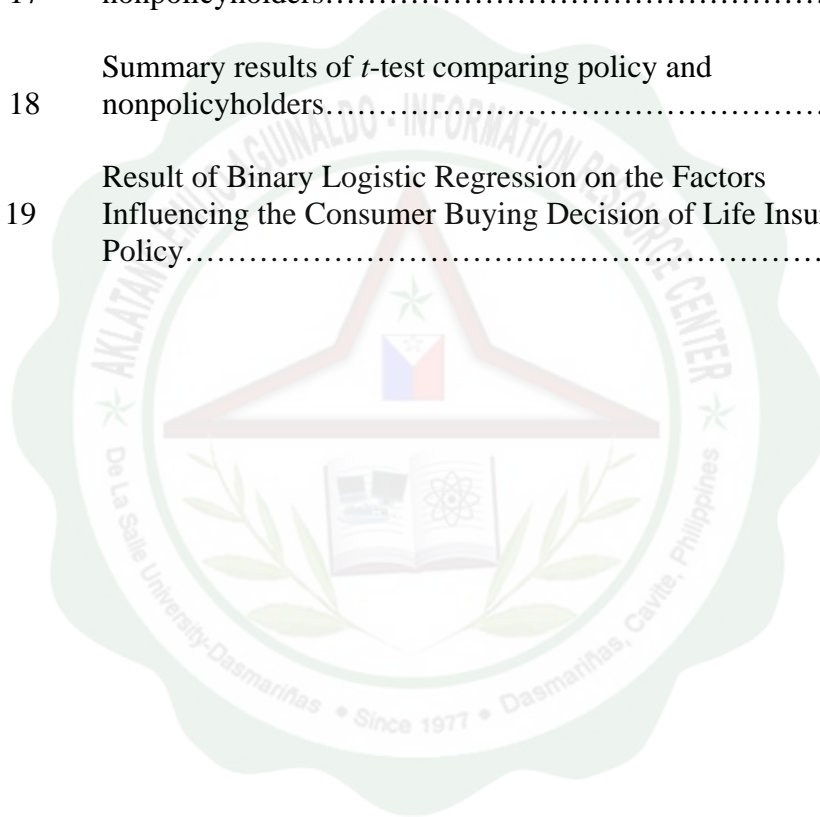 nonpolicyholders……………………………………………
Summary results of t-test comparing policy and
18 nonpolicyholders……………………………………………
Result of Binary Logistic Regression on the Factors
19 Influencing the Consumer Buying Decision of Life Insu
Policy…………………………………………………………
AKLATANG EMILIO AGUINALDO - INFORMATION RESOURCE CENTER
De La Salle University-Dasmariñas • Since 1977 • Dasmariñas, Cavite, Philippines